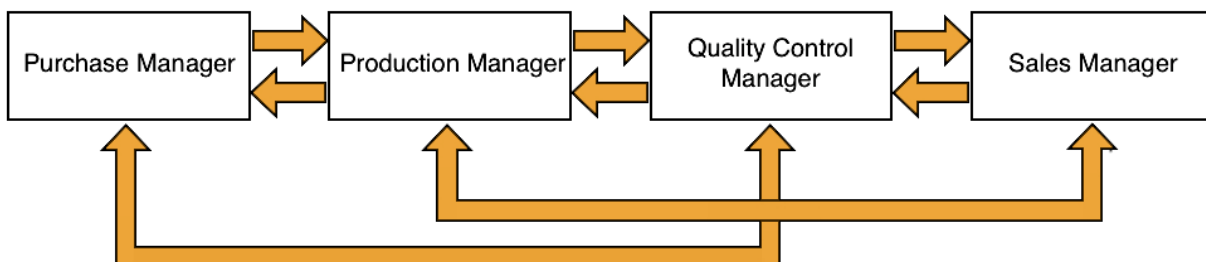 Purchase Manager
Production Manager
Quality Control
Manager
Sales Manager